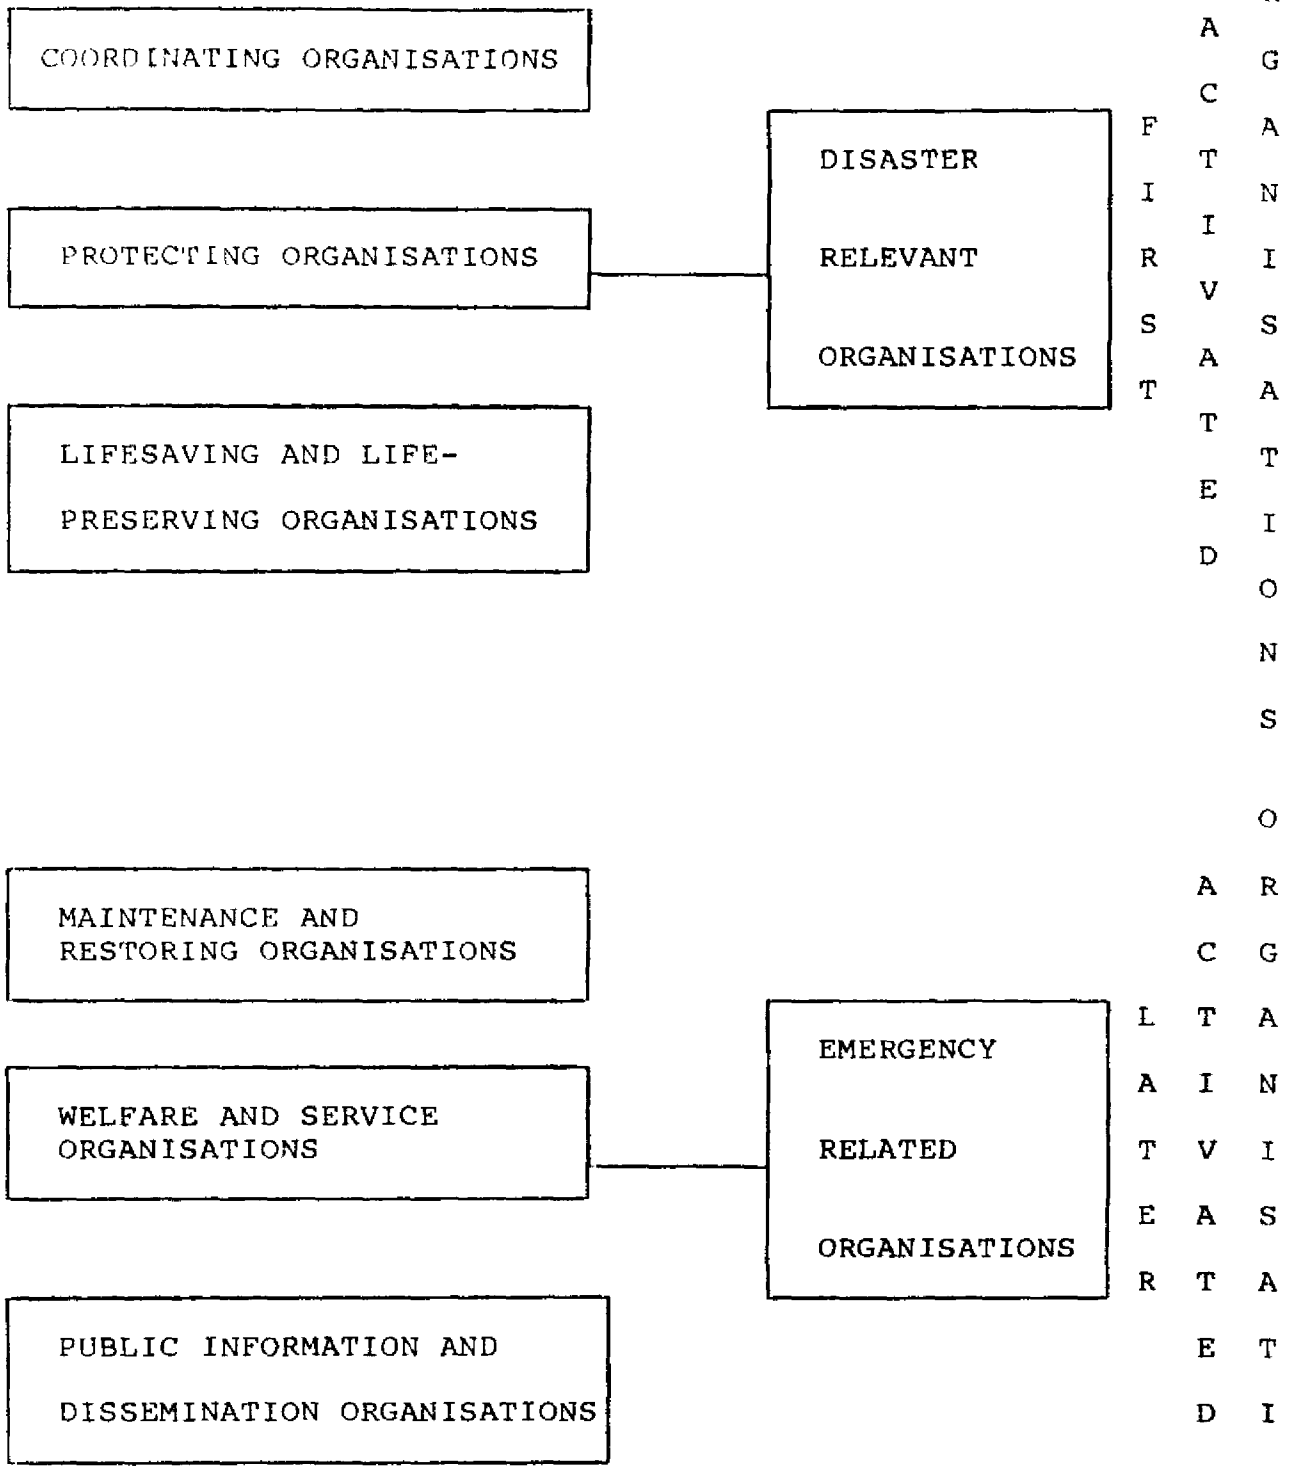 COORDINATING ORGANISATIONS
PROTECTING ORGANISATIONS
LIFESAVING AND LIFE-
PRESERVING ORGANISATIONS
DISASTER
RELEVANT
ORGANISATIONS
FIRST
ACTIVATED
GANISATIONS
MAINTENANCE AND
RESTORING ORGANISATIONS
WELFARE AND SERVICE
ORGANISATIONS
PUBLIC INFORMATION AND
DISSEMINATION ORGANISATIONS
EMERGENCY
RELATED
ORGANISATIONS
LATER
ACTIVATED
ORGANISATI